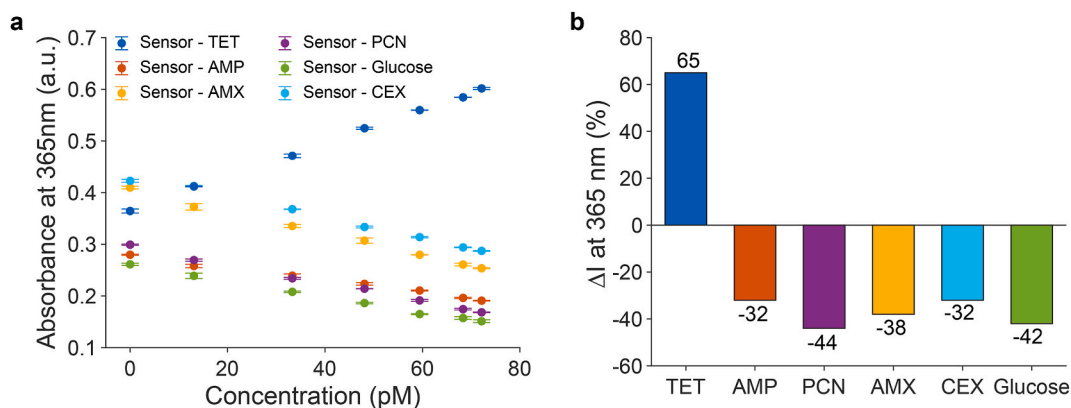 a
Absorbance at 365nm (a.u.)
0.7
0.6
0.5
0.4
0.3
0.2
0.1
Sensor - TET
Sensor - AMP
Sensor - AMX
Sensor - PCN
Sensor - Glucose
Sensor - CEX
0 20 40 60 80
Concentration (pM)
b
ΔI at 365 nm (%)
80
60
40
20
0
-20
-40
-60
65
-32
-44
-38
-32
-42
TET AMP PCN AMX CEX Glucose